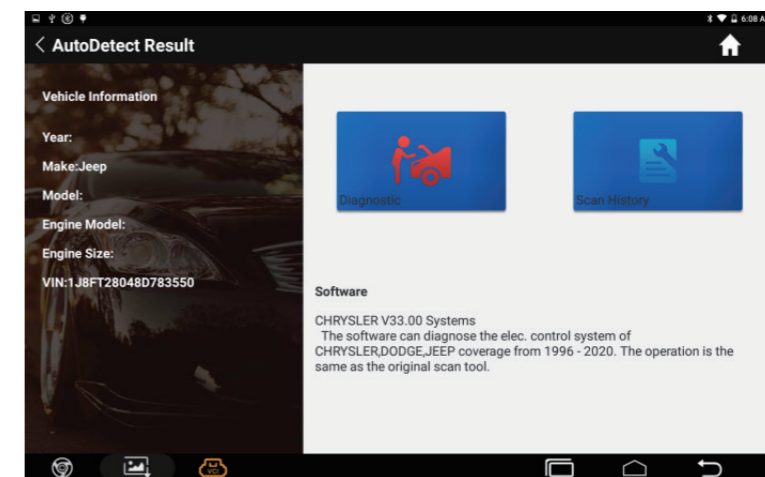 6:08 A
AutoDetect Result
Vehicle Information
Year:
Make:Jeep
Model:
Engine Model:
Engine Size:
VIN:1J8FT28048D783550
Diagnostic
Scan History
Software
CHRYSLER V33.00 Systems
The software can diagnose the elec. control system of
CHRYSLER,DODGE,JEEP coverage from 1996 - 2020. The operation is the
same as the original scan tool.
VCI